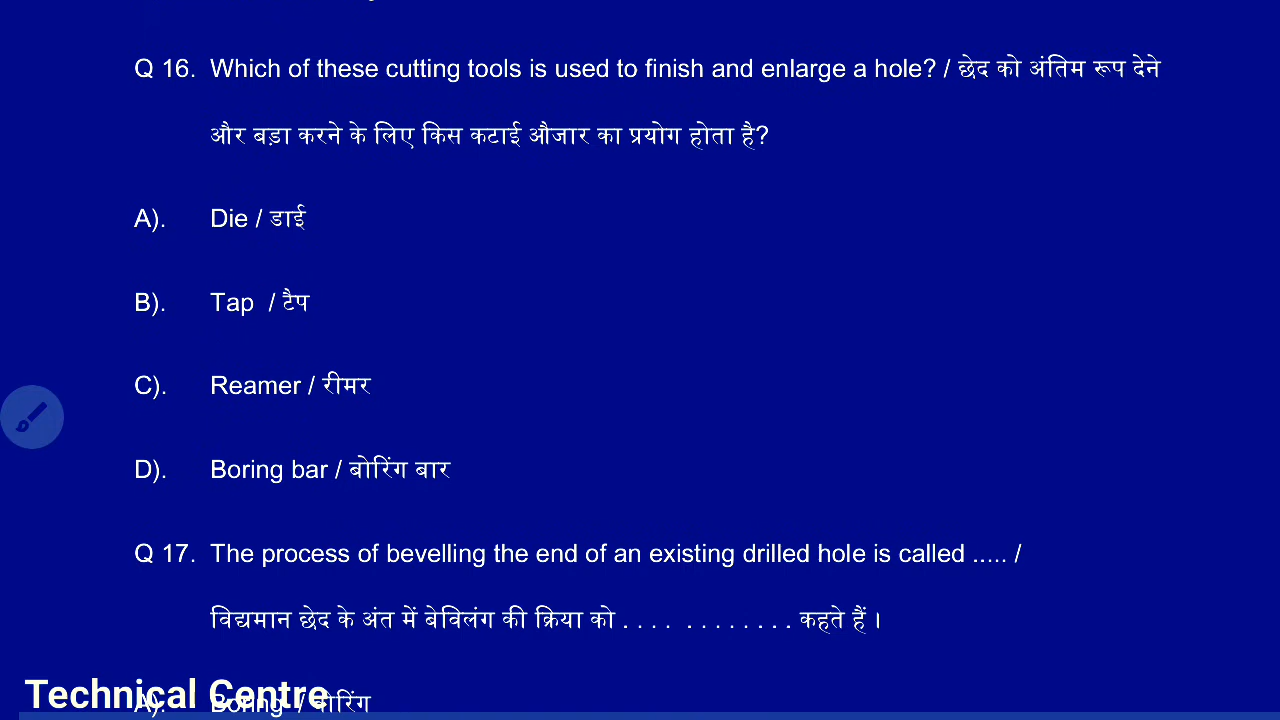 Q 16. Which of these cutting tools is used to finish and enlarge a hole? / छेद को अंतिम रूप देने
और बड़ा करने के लिए किस कटाई औजार का प्रयोग होता है?
A). Die / डाई
B). Tap / टैप
C). Reamer / रीमर
D). Boring bar / बोरिंग बार
Q 17. The process of bevelling the end of an existing drilled hole is called ..... /
विद्यमान छेद के अंत में बेविलंग की क्रिया को . . . . . . . . . . . . कहते हैं ।
A). Boring / बोरिंग
Technical Centre